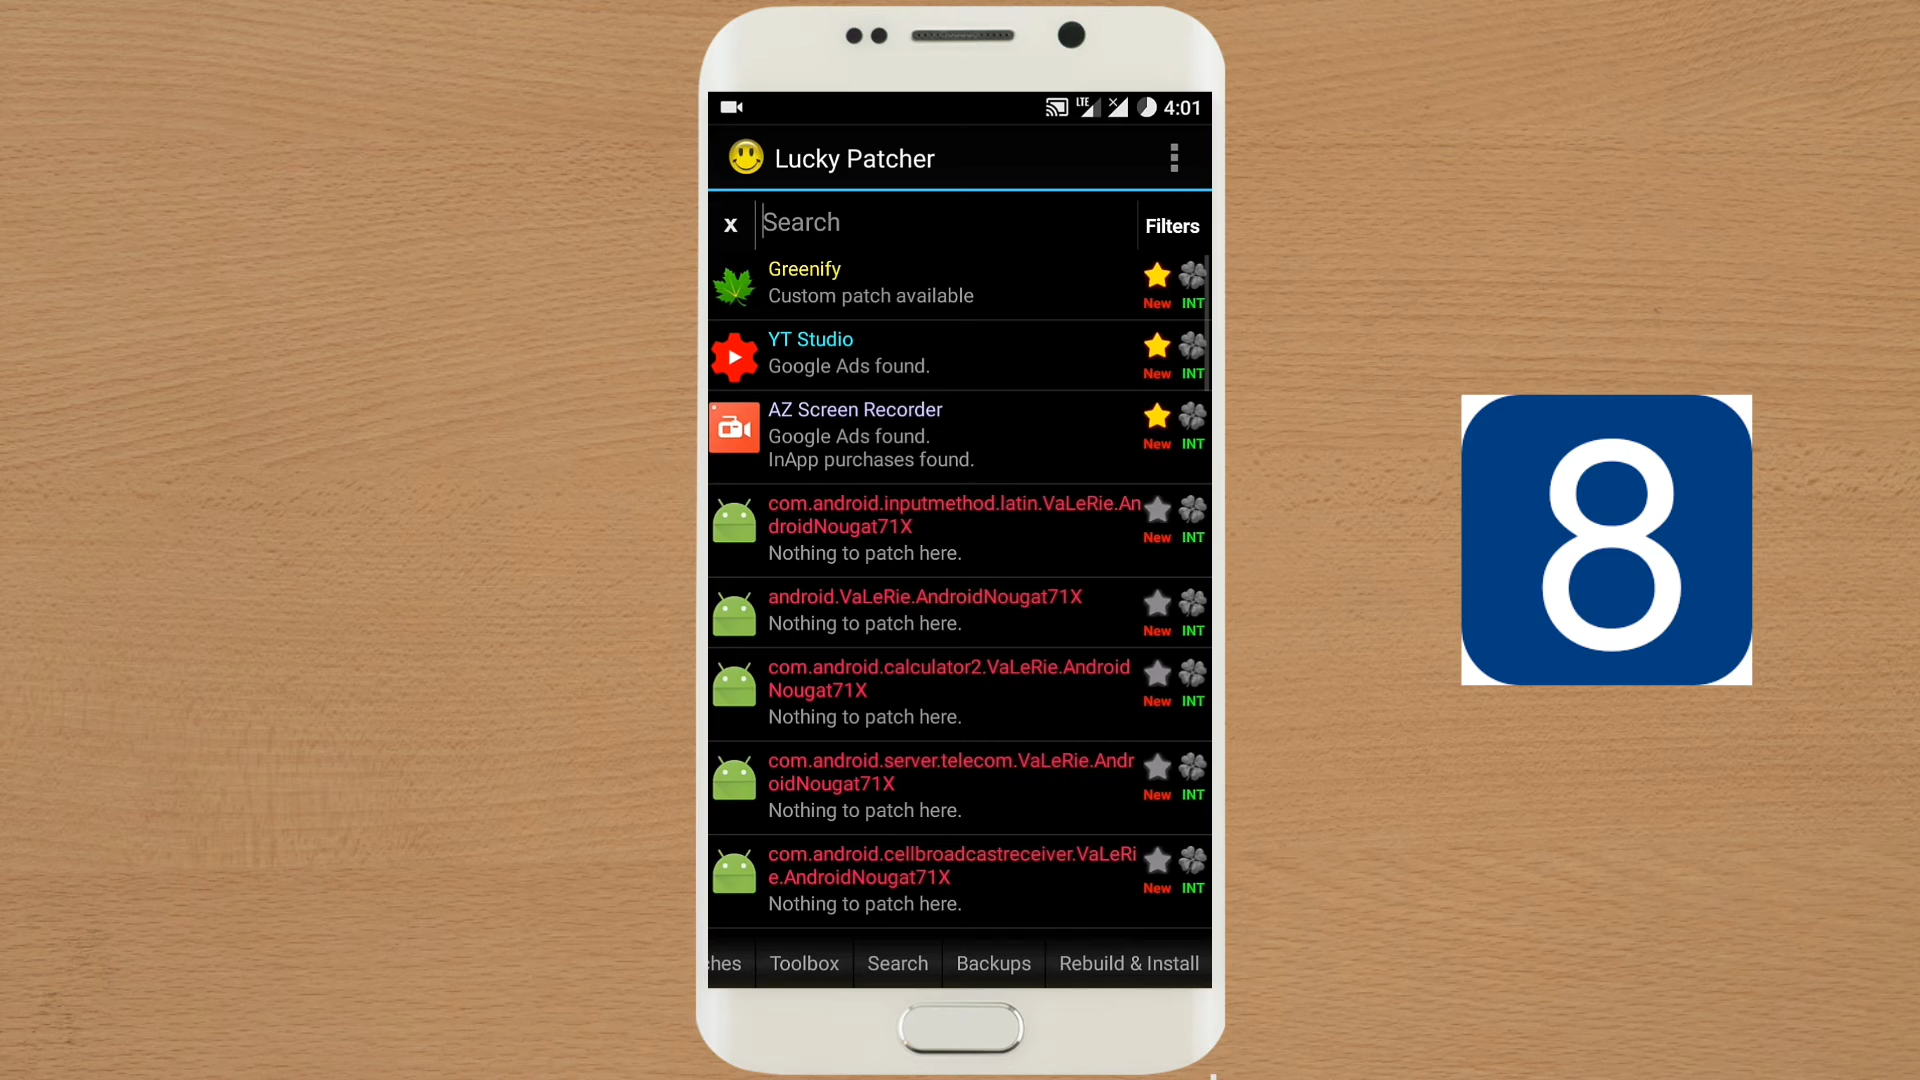 LTE 4:01
Lucky Patcher
x Search Filters
Greenify
Custom patch available
New INT
YT Studio
Google Ads found.
New INT
AZ Screen Recorder
Google Ads found.
InApp purchases found.
New INT
com.android.inputmethod.latin.VaLeRie.An
droidNougat71X
Nothing to patch here.
New INT
android.VaLeRie.AndroidNougat71X
Nothing to patch here.
New INT
com.android.calculator2.VaLeRie.Android
Nougat71X
Nothing to patch here.
New INT
com.android.server.telecom.VaLeRie.Andr
oidNougat71X
Nothing to patch here.
New INT
com.android.cellbroadcastreceiver.VaLeRi
e.AndroidNougat71X
Nothing to patch here.
New INT
ches Toolbox Search Backups Rebuild & Install
8